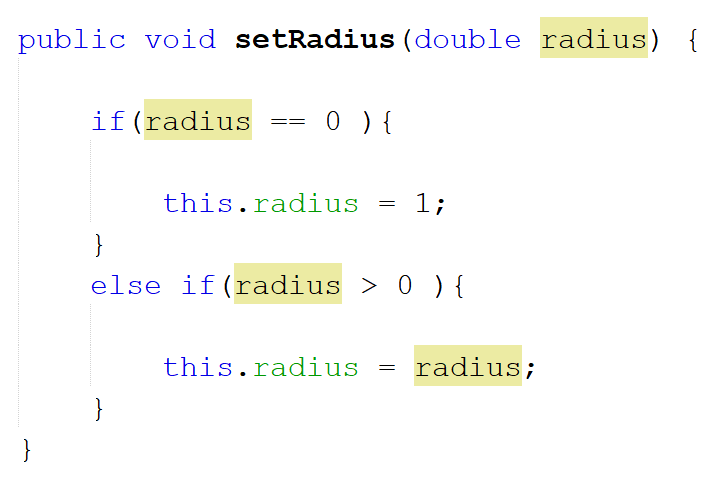 public void setRadius(double radius) {
if(radius == 0 ){
this.radius = 1;
}
else if(radius > 0 ){
this.radius = radius;
}
}